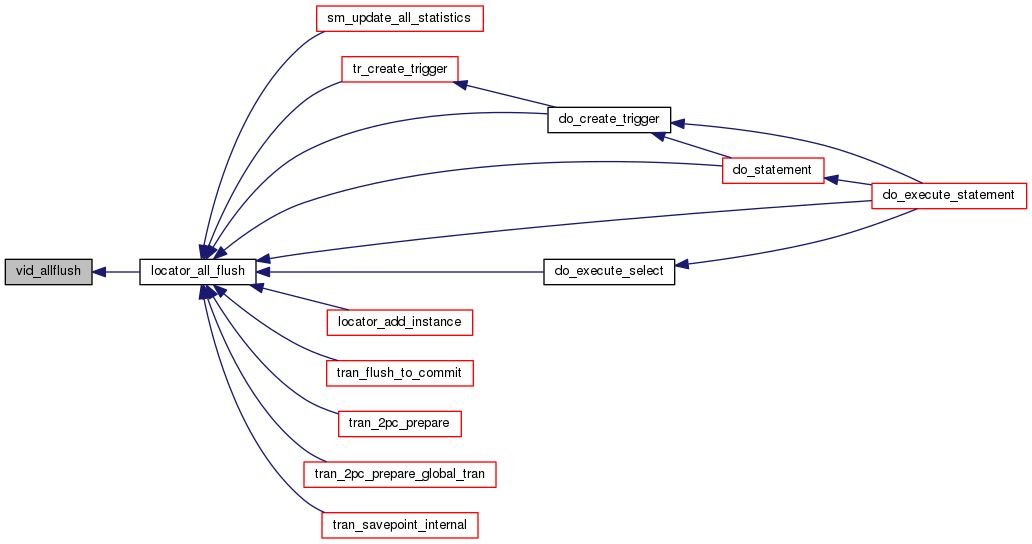 sm_update_all_statistics
tr_create_trigger
do_create_trigger
do_statement
do_execute_statement
vid_allflush
locator_all_flush
do_execute_select
locator_add_instance
tran_flush_to_commit
tran_2pc_prepare
tran_2pc_prepare_global_tran
tran_savepoint_internal